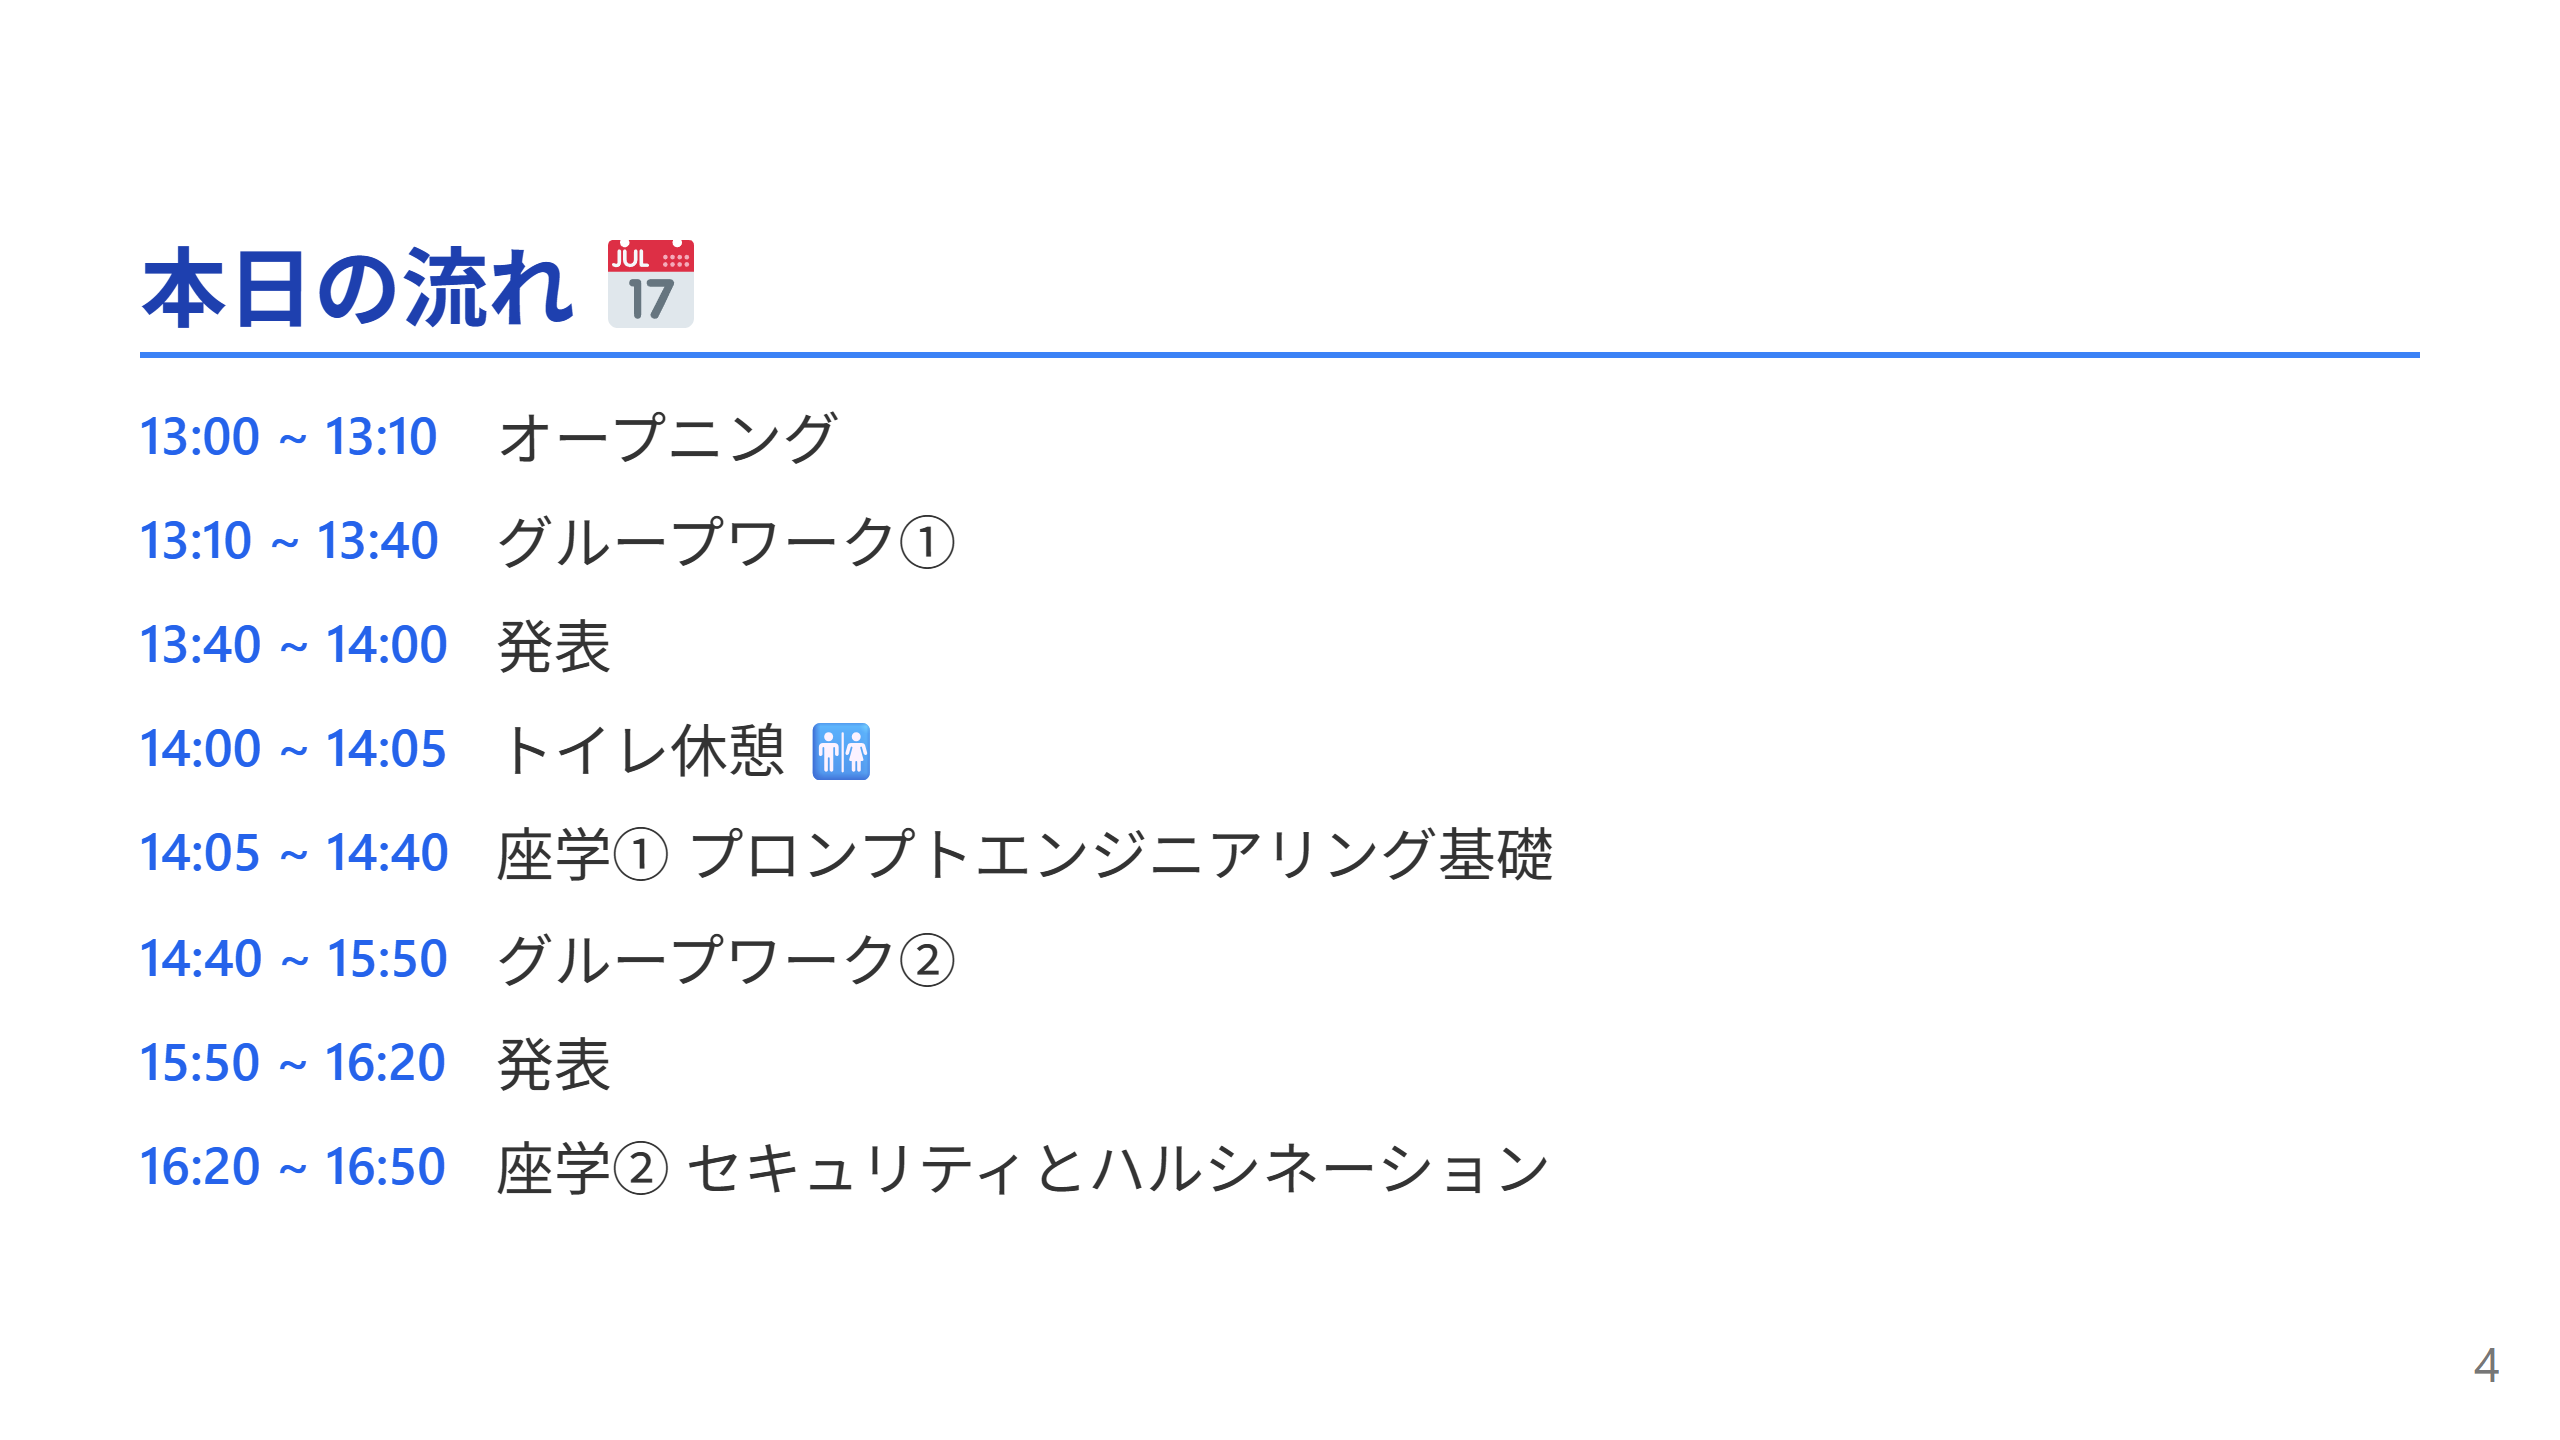 本日の流れ 📅
13:00 ~ 13:10 オープニング
13:10 ~ 13:40 グループワーク①
13:40 ~ 14:00 発表
14:00 ~ 14:05 トイレ休憩 🚻
14:05 ~ 14:40 座学① プロンプトエンジニアリング基礎
14:40 ~ 15:50 グループワーク②
15:50 ~ 16:20 発表
16:20 ~ 16:50 座学② セキュリティとハルシネーション
4